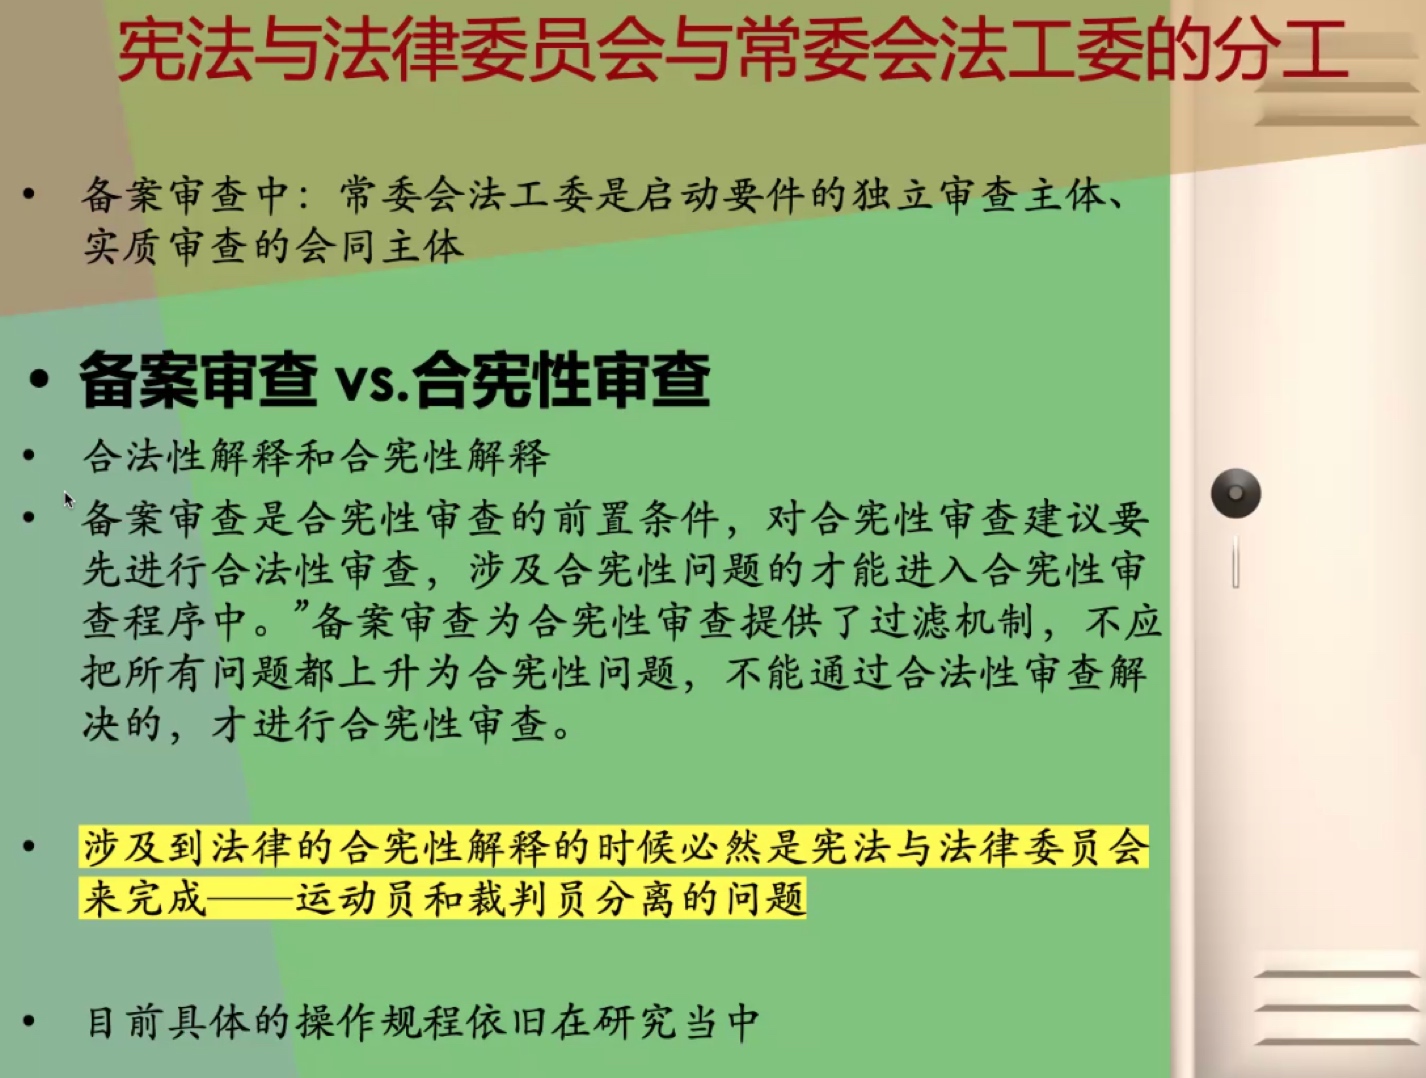 宪法与法律委员会与常委会法工委的分工
• 备案审查中：常委会法工委是启动要件的独立审查主体、
实质审查的会同主体
• 备案审查 vs.合宪性审查
• 合法性解释和合宪性解释
• 备案审查是合宪性审查的前置条件，对合宪性审查建议要
先进行合法性审查，涉及合宪性问题的才能进入合宪性审
查程序中。”备案审查为合宪性审查提供了过滤机制，不应
把所有问题都上升为合宪性问题，不能通过合法性审查解
决的，才进行合宪性审查。
• 涉及到法律的合宪性解释的时候必然是宪法与法律委员会
来完成——运动员和裁判员分离的问题
• 目前具体的操作规程依旧在研究当中